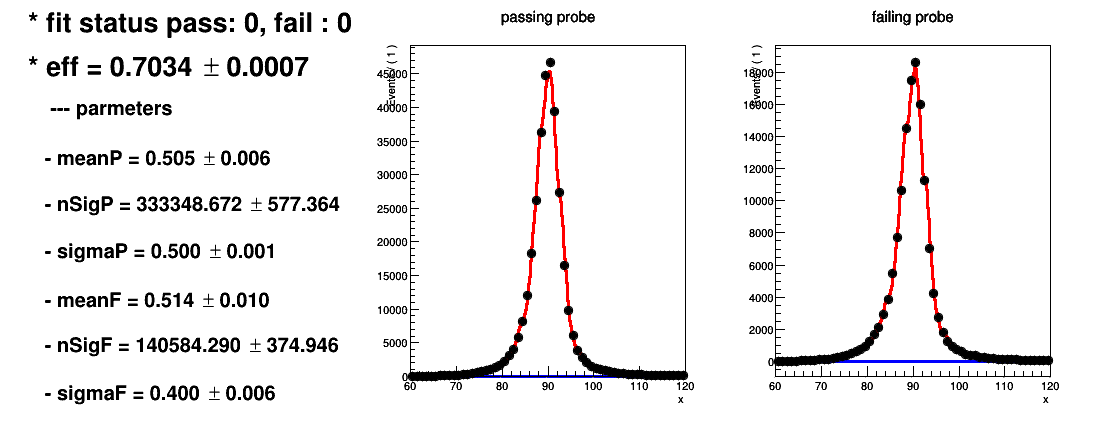 * fit status pass: 0, fail : 0
* eff = 0.7034 ± 0.0007
--- parmeters
- meanP = 0.505 ± 0.006
- nSigP = 333348.672 ± 577.364
- sigmaP = 0.500 ± 0.001
- meanF = 0.514 ± 0.010
- nSigF = 140584.290 ± 374.946
- sigmaF = 0.400 ± 0.006
passing probe
Events / ( 1 )
45000
40000
35000
30000
25000
20000
15000
10000
5000
0
60 70 80 90 100 110 120
x
failing probe
Events / ( 1 )
18000
16000
14000
12000
10000
8000
6000
4000
2000
0
60 70 80 90 100 110 120
x